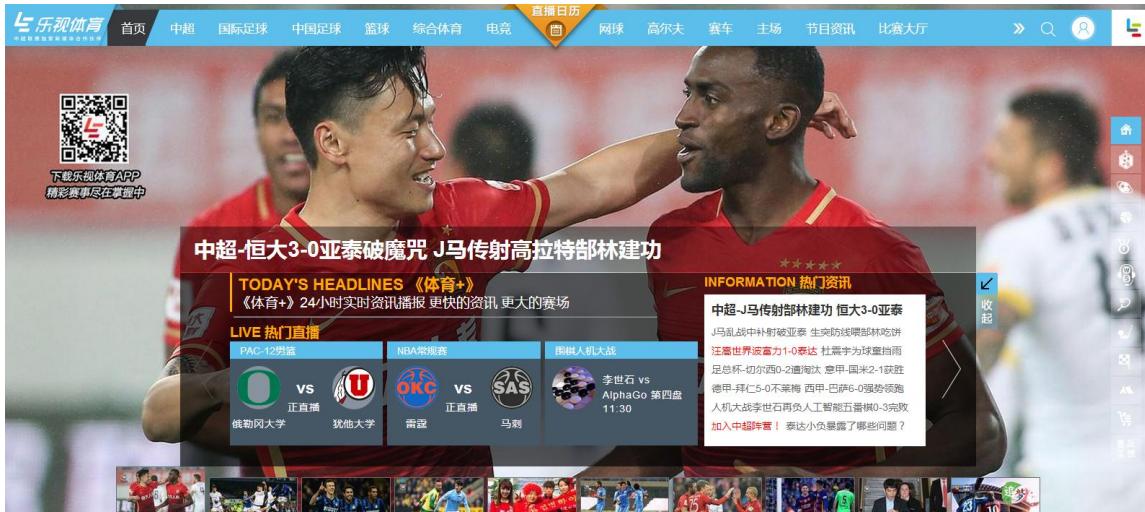 乐视体育
首页
中超
国际足球
中国足球
篮球
综合体育
电竞
直播日历
网球
高尔夫
赛车
主场
节目资讯
比赛大厅
下载乐视体育APP
精彩赛事尽在掌握中
中超-恒大3-0亚泰破魔咒 J马传射高拉特郜林建功
TODAY'S HEADLINES 《体育+》
《体育+》24小时实时资讯播报 更快的资讯 更大的赛场
LIVE 热门直播
PAC-12男篮
VS
正直播
俄勒冈大学
犹他大学
NBA常规赛
OKC
VS
SAS
正直播
雷霆
马刺
围棋人机大战
李世石 vs
AlphaGo 第四盘
11:30
INFORMATION 热门资讯
中超-J马传射郜林建功 恒大3-0亚泰
J马乱战中补射破亚泰 生突防线喂郜林吃饼
汪嵩世界波富力1-0泰达 杜震宇为球童挡雨
足总杯-切尔西0-2遭淘汰 意甲-国米2-1获胜
德甲-拜仁5-0不莱梅 西甲-巴萨6-0强势领跑
人机大战李世石再负人工智能五番棋0-3完败
加入中超阵营！ 泰达小负暴露了哪些问题？
收起